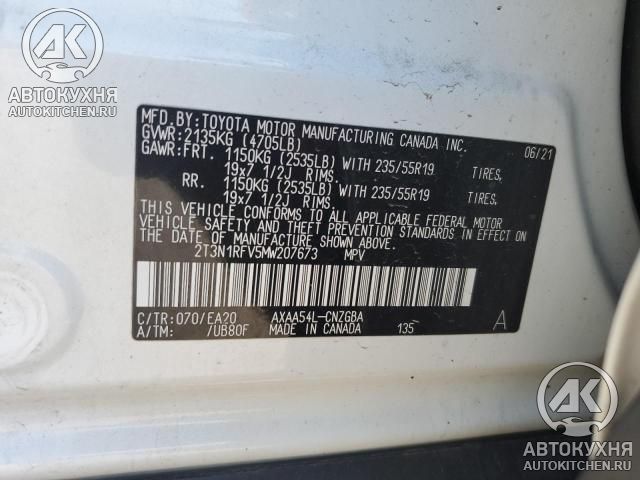 АК
АВТОКУХНЯ
AUTOKITCHEN.RU
MFD.BY:TOYOTA MOTOR MANUFACTURING CANADA INC.
GVWR:2135KG (4705LB) 06/21
GAWR:FRT. 1150KG (2535LB) WITH 235/55R19 TIRES,
19x7 1/2J RIMS.
RR. 1150KG (2535LB) WITH 235/55R19 TIRES,
19x7 1/2J RIMS.
THIS VEHICLE CONFORMS TO ALL APPLICABLE FEDERAL MOTOR
VEHICLE SAFETY AND THEFT PREVENTION STANDARDS IN EFFECT
ON THE DATE OF MANUFACTURE SHOWN ABOVE.
2T3N1RFV5MW207673 MPV
C/TR:070/EA20 AXAA54L-CNZGBA
A/TM: /UB80F MADE IN CANADA 135 A
АК
АВТОКУХНЯ
AUTOKITCHEN.RU